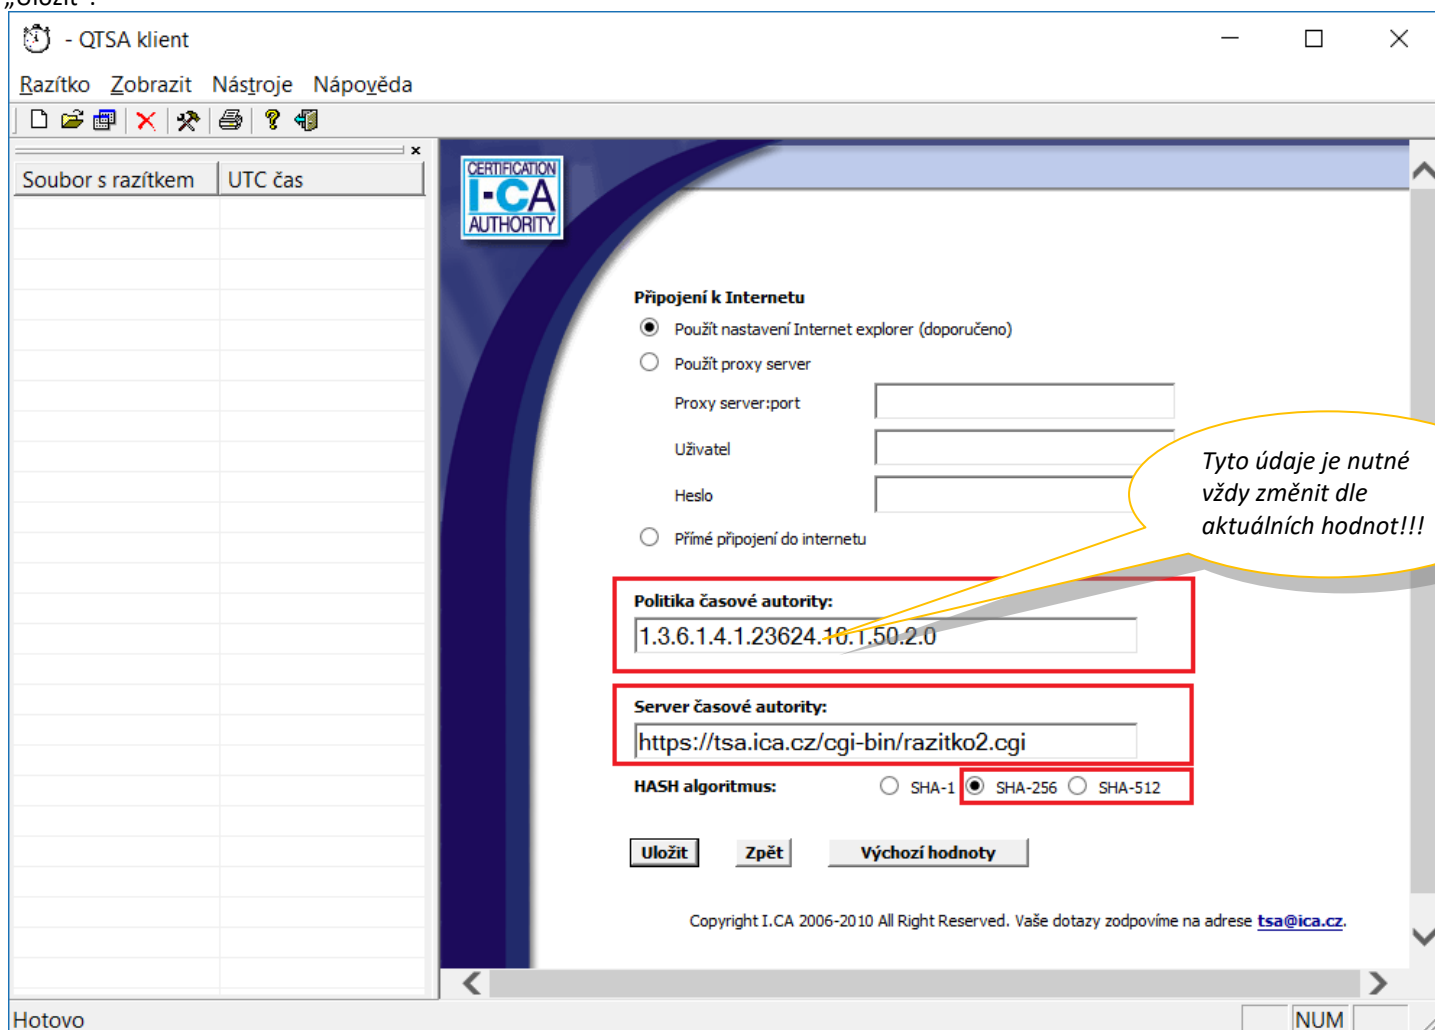 „Uložit“.
- QTSA klient
Razítko Zobrazit Nástroje Nápověda
Soubor s razítkem UTC čas
CERTIFICATION
I-CA
AUTHORITY
Připojení k Internetu
Použít nastavení Internet explorer (doporučeno)
Použít proxy server
Proxy server:port
Uživatel
Heslo
Přímé připojení do internetu
Tyto údaje je nutné
vždy změnit dle
aktuálních hodnot!!!
Politika časové autority:
1.3.6.1.4.1.23624.10.1.50.2.0
Server časové autority:
https://tsa.ica.cz/cgi-bin/razitko2.cgi
HASH algoritmus: SHA-1 SHA-256 SHA-512
Uložit Zpět Výchozí hodnoty
Copyright I.CA 2006-2010 All Right Reserved. Vaše dotazy zodpovíme na adrese tsa@ica.cz.
Hotovo NUM